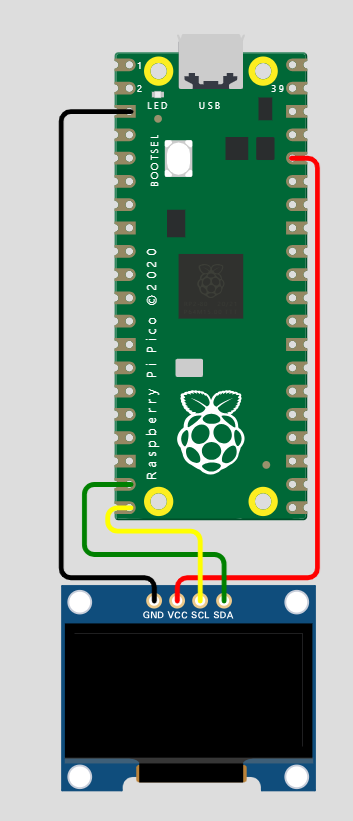 1
2
39
LED
USB
BOOTSEL
Raspberry Pi Pico ©2020
GND VCC SCL SDA